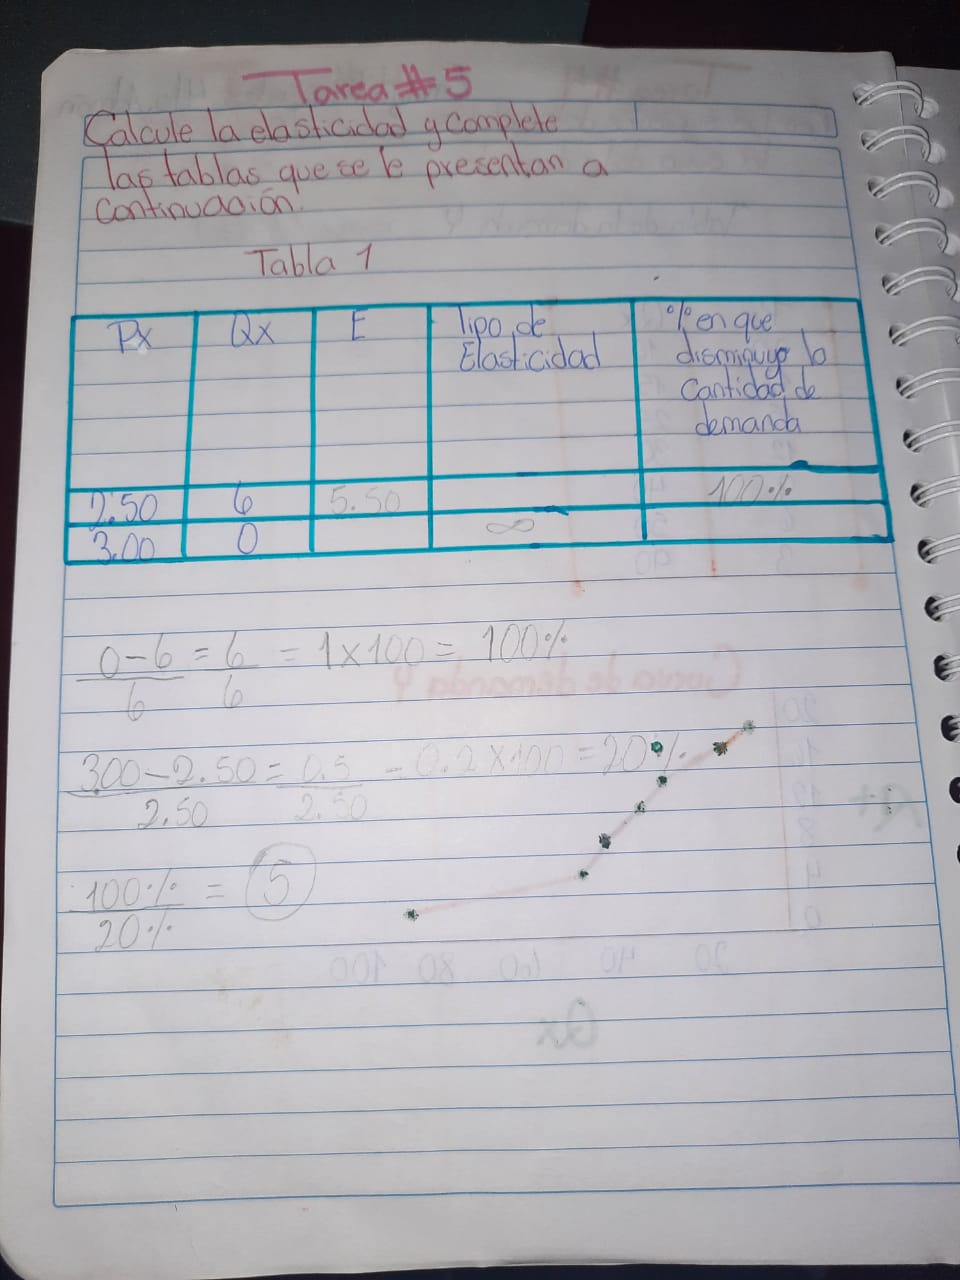 Tarea #5
Calcule la elasticidad y complete
las tablas que se le presentan a
continuación.
Tabla 1
Px Qx E Tipo de Elasticidad % en que disminuyo la Cantidad de demanda
2.50 6 5.50 100%
3.00 0 ∞
0-6 = 6 = 1x100= 100%
6 6
3.00-2.50 = 0.5 = 0.2 x100 = 20%
2.50 2.50
100% = 5
20%